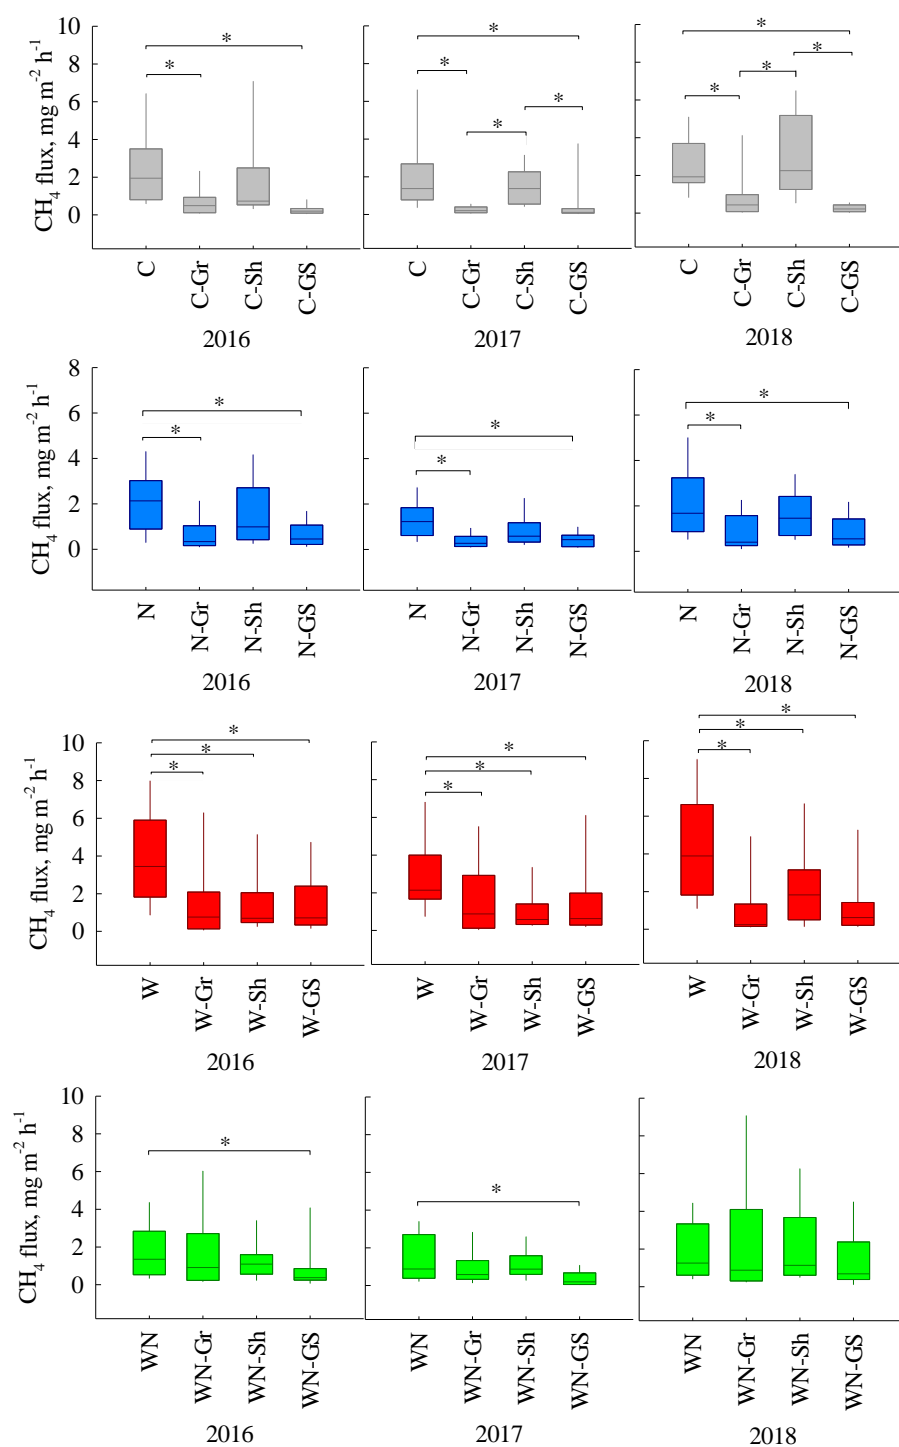 CH4 flux, mg m-2 h-1
10
8
6
4
2
0
* *
* * * *
* * * *
C C-Gr C-Sh C-GS
C C-Gr C-Sh C-GS
C C-Gr C-Sh C-GS
2016 2017 2018
CH4 flux, mg m-2 h-1
8
6
4
2
0
* *
* *
* *
N N-Gr N-Sh N-GS
N N-Gr N-Sh N-GS
N N-Gr N-Sh N-GS
2016 2017 2018
CH4 flux, mg m-2 h-1
10
8
6
4
2
0
* * *
* * *
* * *
W W-Gr W-Sh W-GS
W W-Gr W-Sh W-GS
W W-Gr W-Sh W-GS
2016 2017 2018
CH4 flux, mg m-2 h-1
10
8
6
4
2
0
*
*
WN WN-Gr WN-Sh WN-GS
WN WN-Gr WN-Sh WN-GS
WN WN-Gr WN-Sh WN-GS
2016 2017 2018